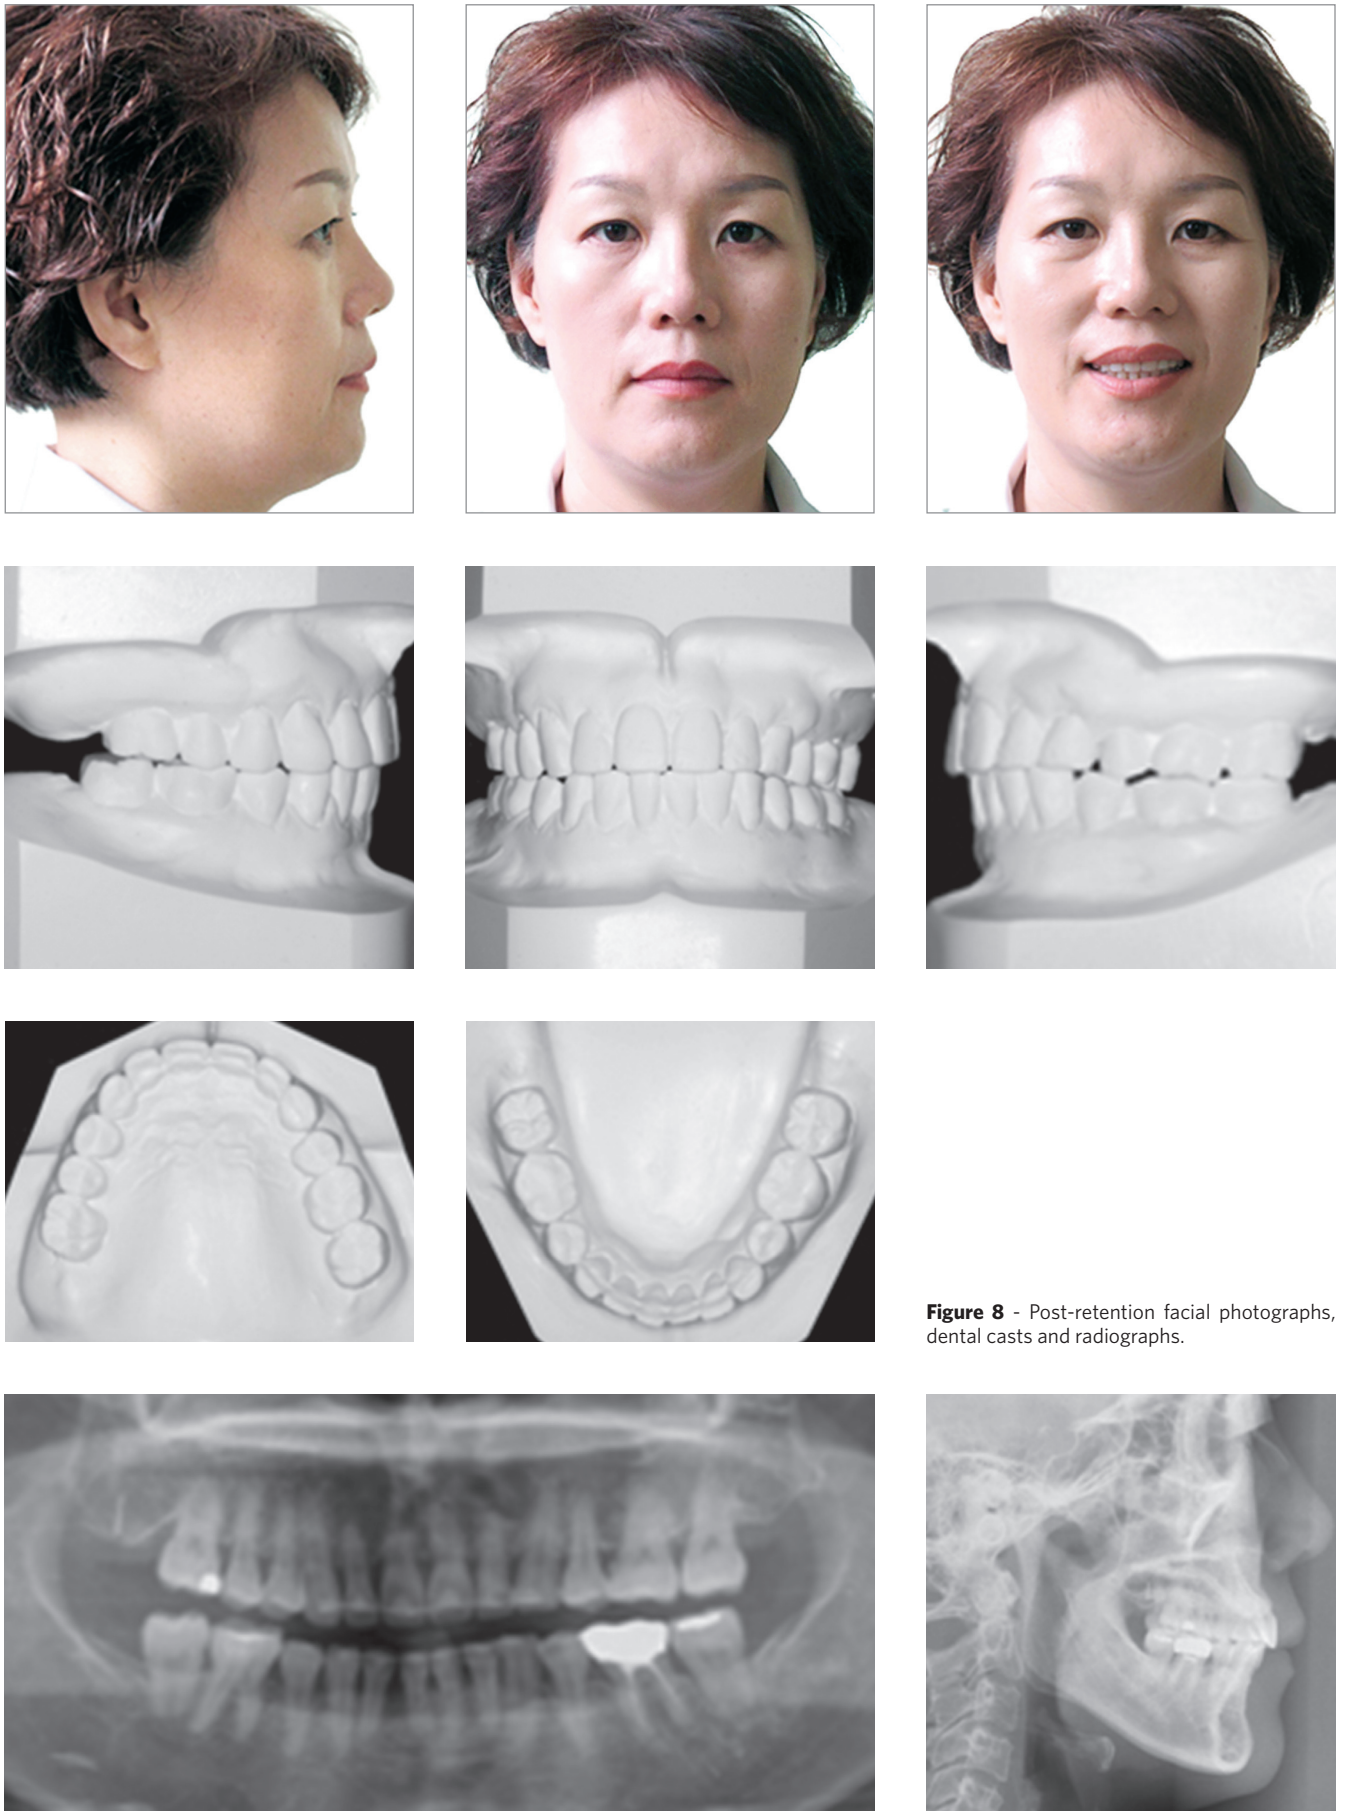 Figure 8 - Post-retention facial photographs,
dental casts and radiographs.